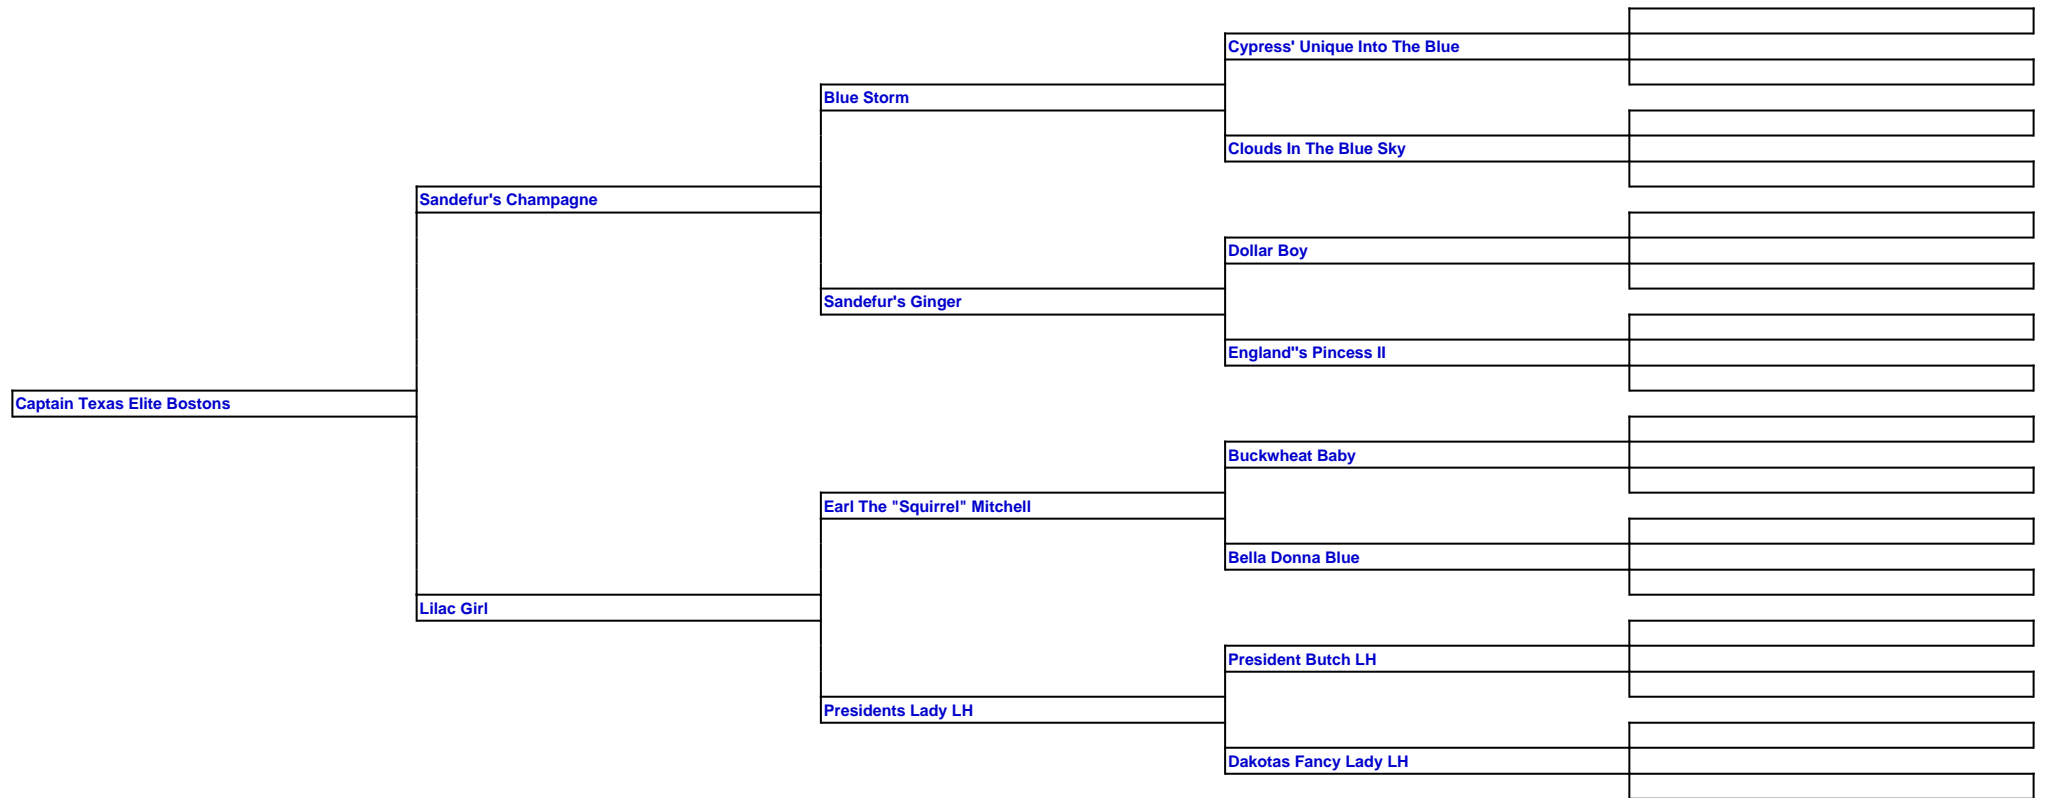 Cypress' Unique Into The Blue
Blue Storm
Clouds In The Blue Sky
Sandefur's Champagne
Dollar Boy
Sandefur's Ginger
England"s Pincess II
Captain Texas Elite Bostons
Buckwheat Baby
Earl The "Squirrel" Mitchell
Bella Donna Blue
Lilac Girl
President Butch LH
Presidents Lady LH
Dakotas Fancy Lady LH